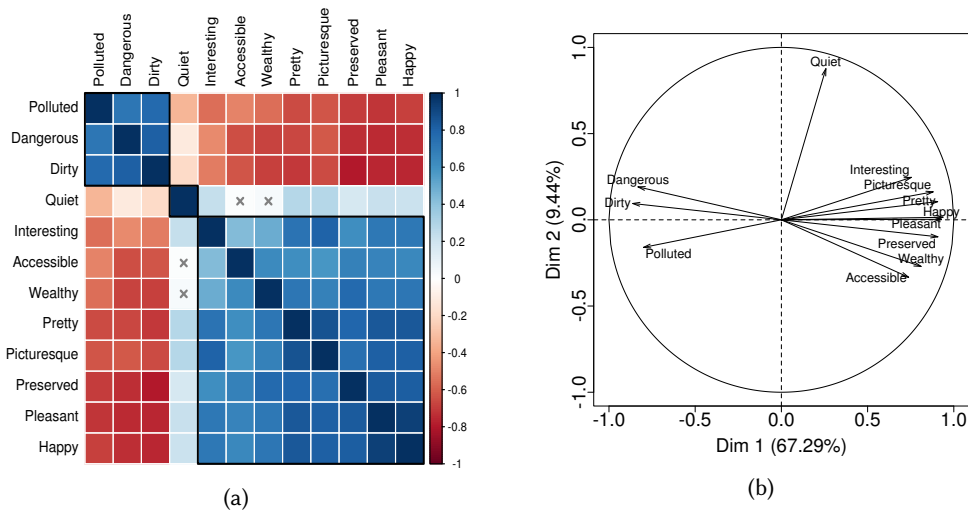 Polluted
Dangerous
Dirty
Quiet
Interesting
Accessible
Wealthy
Pretty
Picturesque
Preserved
Pleasant
Happy
Polluted
Dangerous
Dirty
Quiet
Interesting
Accessible
Wealthy
Pretty
Picturesque
Preserved
Pleasant
Happy
1
0.8
0.6
0.4
0.2
0
-0.2
-0.4
-0.6
-0.8
-1
(a)
Dim 2 (9.44%)
1.0
0.5
0.0
-0.5
-1.0
Quiet
Interesting
Picturesque
Pretty
Happy
Pleasant
Preserved
Wealthy
Accessible
Dangerous
Dirty
Polluted
-1.0 -0.5 0.0 0.5 1.0
Dim 1 (67.29%)
(b)